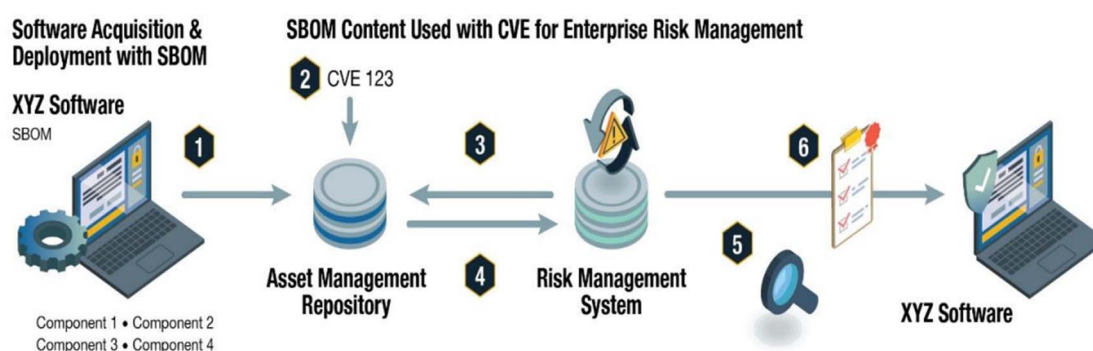 Software Acquisition &
Deployment with SBOM
SBOM Content Used with CVE for Enterprise Risk Management
XYZ Software
SBOM
1
2
CVE 123
3
4
5
6
Asset Management
Repository
Risk Management
System
XYZ Software
Component 1 • Component 2
Component 3 • Component 4